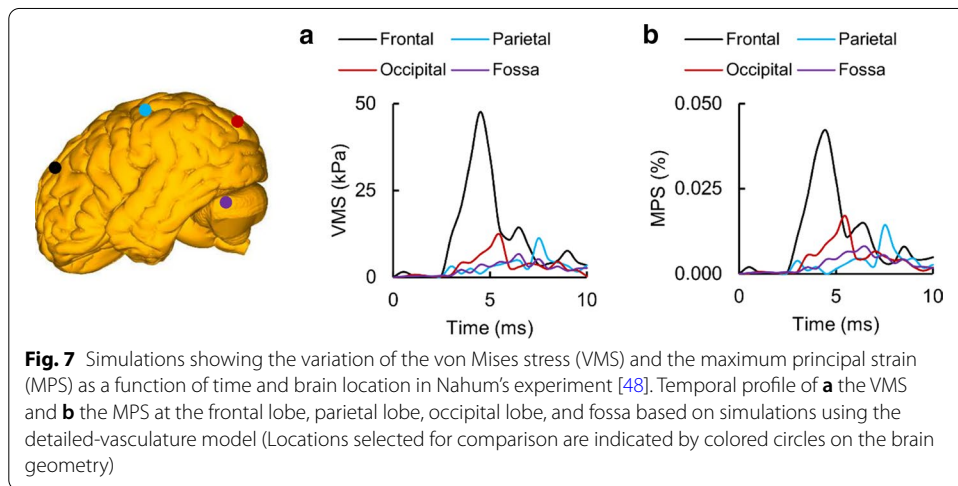 a
Frontal Parietal
Occipital Fossa
50
25
0
VMS (kPa)
0 5 10
Time (ms)
b
Frontal Parietal
Occipital Fossa
0.050
0.025
0.000
MPS (%)
0 5 10
Time (ms)
Fig. 7 Simulations showing the variation of the von Mises stress (VMS) and the maximum principal strain
(MPS) as a function of time and brain location in Nahum's experiment [48]. Temporal profile of a the VMS
and b the MPS at the frontal lobe, parietal lobe, occipital lobe, and fossa based on simulations using the
detailed-vasculature model (Locations selected for comparison are indicated by colored circles on the brain
geometry)